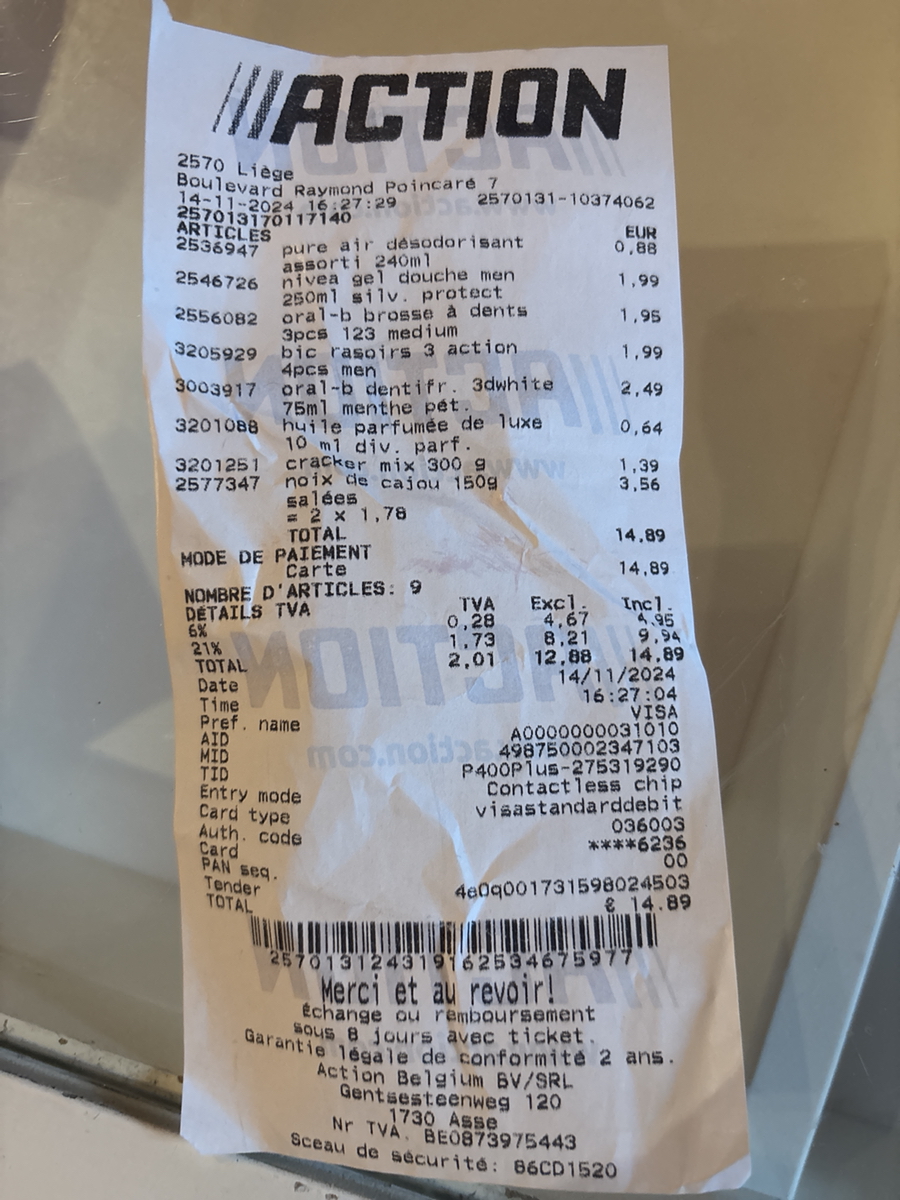 ACTION
2570 Liège
Boulevard Raymond Poincaré 7
14-11-2024 16:27:29 2570131-10374062
257013170117140
ARTICLES EUR
2536947 pure air désodorisant 0,88
assorti 240ml
2546726 nivea gel douche men 1,99
250ml silv. protect
2556082 oral-b brosse à dents 1,95
3pcs 123 medium
3205929 bic rasoirs 3 action 1,99
4pcs men
3003917 oral-b dentifr. 3dwhite 2,49
75ml menthe pét.
3201088 huile parfumée de luxe 0,64
10 ml div. parf.
3201251 cracker mix 300 g 1,39
2577347 noix de cajou 150g 3,56
salées
= 2 x 1,78
TOTAL 14,89
MODE DE PAIEMENT
Carte 14,89
NOMBRE D'ARTICLES: 9
DÉTAILS TVA TVA Excl. Incl.
6% 0,28 4,67 4,95
21% 1,73 8,21 9,94
TOTAL 2,01 12,88 14,89
Date 14/11/2024
Time 16:27:04
Pref. name VISA
AID A0000000031010
MID 498750002347103
TID P400Plus-275319290
Entry mode Contactless chip
Card type visastandarddebit
Auth. code 036003
Card ****6236
PAN seq. 00
Tender 4e0q001731598024503
TOTAL € 14.89
257013124319162534675977
Merci et au revoir!
Échange ou remboursement
sous 8 jours avec ticket.
Garantie légale de conformité 2 ans.
Action Belgium BV/SRL
Gentsesteenweg 120
1730 Asse
Nr TVA. BE0873975443
Sceau de sécurité: 86CD1520